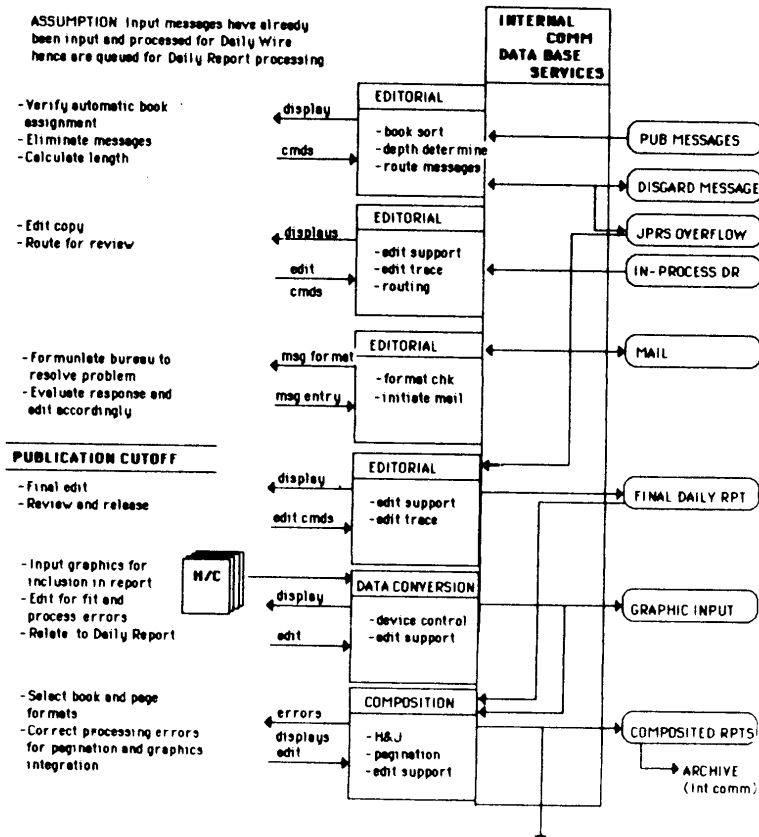 ASSUMPTION Input messages have already
been input and processed for Daily Wire
hence are queued for Daily Report processing
INTERNAL
COMM
DATA BASE
SERVICES
- Verify automatic book
assignment
- Eliminate messages
- Calculate length
display
cmds
EDITORIAL
- book sort
- depth determine
- route messages
PUB MESSAGES
DISGARD MESSAGE
- Edit copy
- Route for review
displays
edit
cmds
EDITORIAL
- edit support
- edit trace
- routing
JPRS OVERFLOW
IN-PROCESS DR
- Formunlate bureau to
resolve problem
- Evaluate response and
edit accordingly
msg format
msg entry
EDITORIAL
- format chk
- initiate mail
MAIL
PUBLICATION CUTOFF
- Final edit
- Review and release
display
edit cmds
EDITORIAL
- edit support
- edit trace
FINAL DAILY RPT
- Input graphics for
inclusion in report
- Edit for fit and
process errors
- Relate to Daily Report
H/C
display
edit
DATA CONVERSION
- device control
- edit support
GRAPHIC INPUT
- Select book and page
formats
- Correct processing errors
for pagination and graphics
integration
errors
displays
edit
COMPOSITION
- H&J
- pagination
- edit support
COMPOSITED RPTS
ARCHIVE
(Int comm)